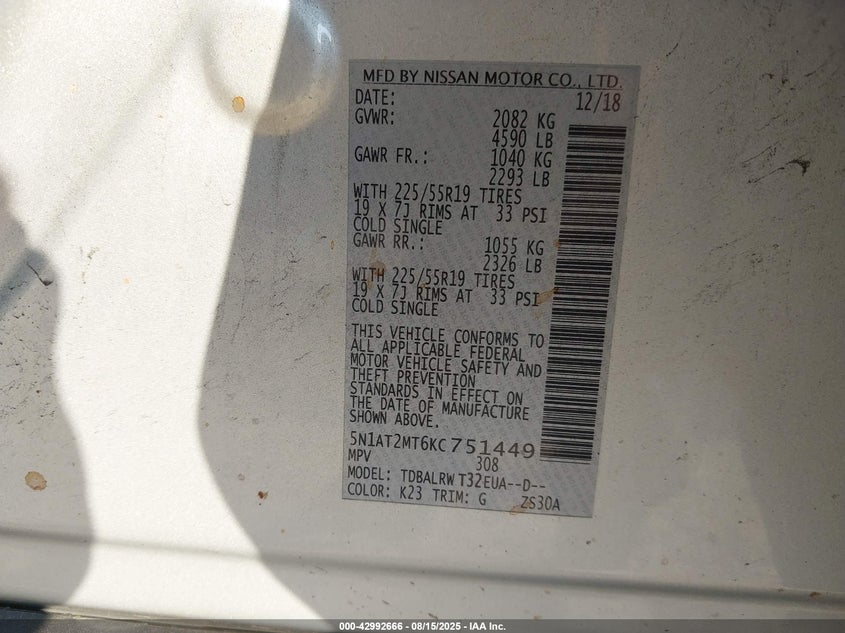 MFD BY NISSAN MOTOR CO., LTD.
DATE: 12/18
GVWR: 2082 KG
4590 LB
GAWR FR.: 1040 KG
2293 LB
WITH 225/55R19 TIRES
19 X 7J RIMS AT 33 PSI
COLD SINGLE
GAWR RR.: 1055 KG
2326 LB
WITH 225/55R19 TIRES
19 X 7J RIMS AT 33 PSI
COLD SINGLE
THIS VEHICLE CONFORMS TO
ALL APPLICABLE FEDERAL
MOTOR VEHICLE SAFETY AND
THEFT PREVENTION
STANDARDS IN EFFECT ON
THE DATE OF MANUFACTURE
SHOWN ABOVE.
5N1AT2MT6KC751449
MPV 308
MODEL: TDBALRW T32EUA--D--
COLOR: K23 TRIM: G ZS30A
000-42992666 - 08/15/2025 - IAA Inc.